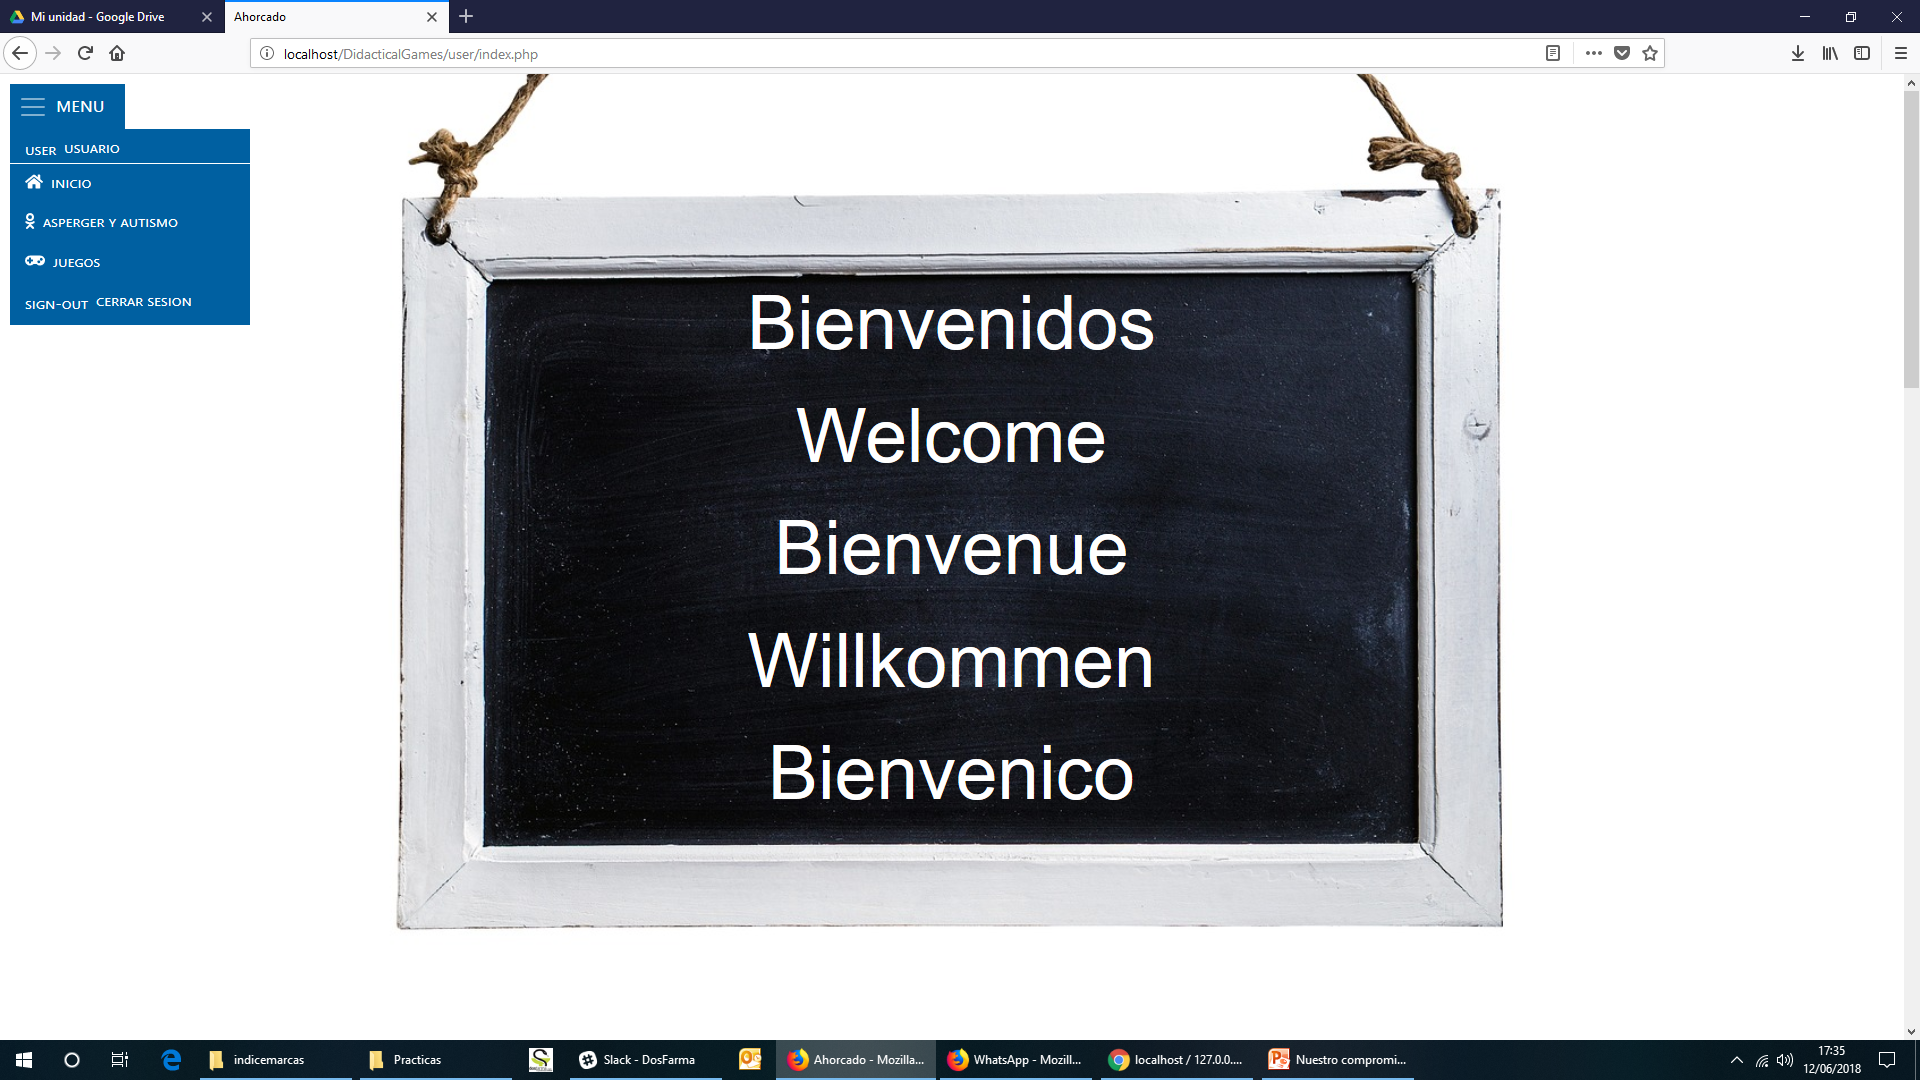 Mi unidad - Google Drive
Ahorcado
localhost/DidacticalGames/user/index.php
MENU
USER USUARIO
INICIO
ASPERGER Y AUTISMO
JUEGOS
SIGN-OUT CERRAR SESION
Bienvenidos
Welcome
Bienvenue
Willkommen
Bienvenico
indicemarcas
Practicas
Slack - DosFarma
Ahorcado - Mozilla...
WhatsApp - Mozill...
localhost / 127.0.0....
Nuestro compromi...
17:35
12/06/2018